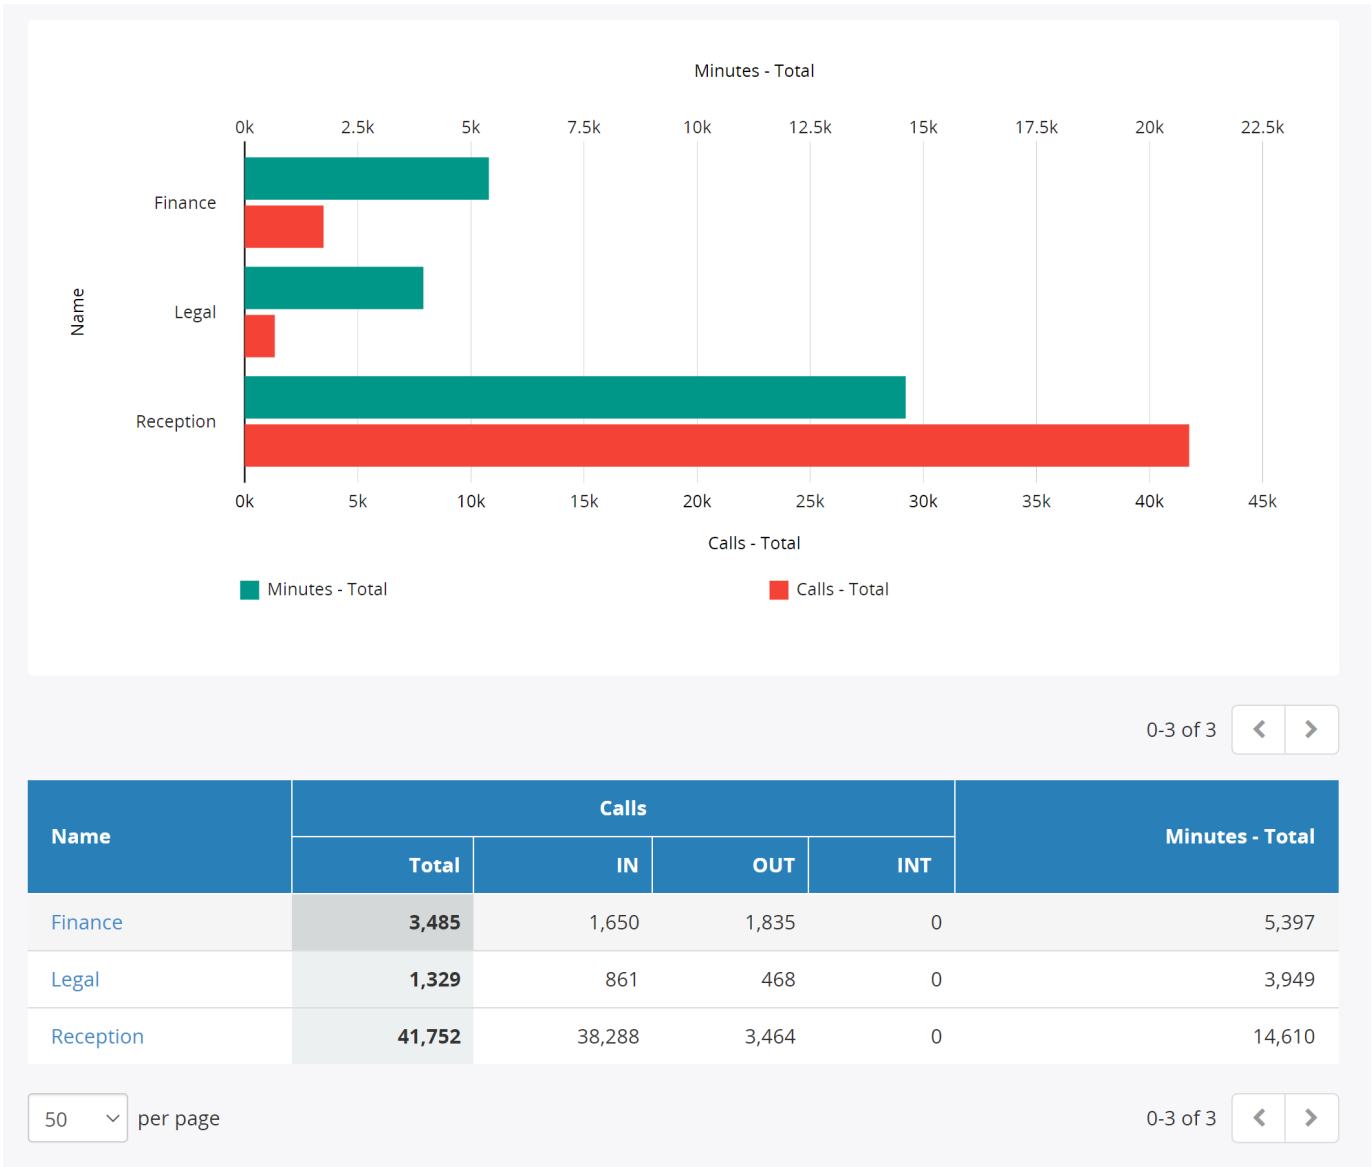 Minutes - Total
0k 2.5k 5k 7.5k 10k 12.5k 15k 17.5k 20k 22.5k
Finance
Legal
Reception
Name
0k 5k 10k 15k 20k 25k 30k 35k 40k 45k
Calls - Total
Minutes - Total Calls - Total
0-3 of 3
Name Calls Minutes - Total
Total IN OUT INT
Finance 3,485 1,650 1,835 0 5,397
Legal 1,329 861 468 0 3,949
Reception 41,752 38,288 3,464 0 14,610
50 per page 0-3 of 3